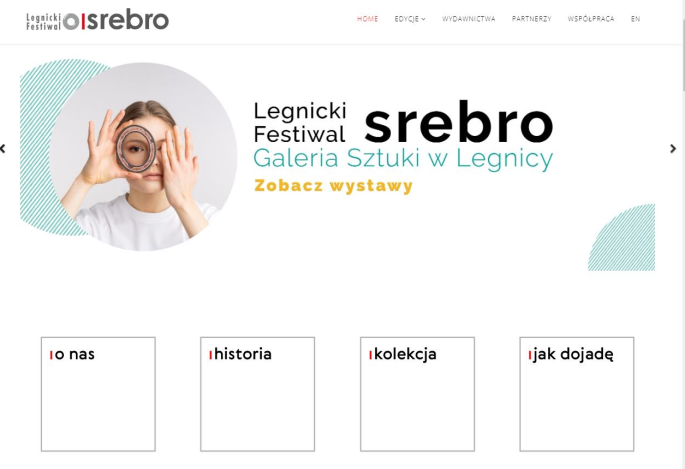 Legnicki
Festiwal
srebro
HOME
EDYCJE
WYDAWNICTWA
PARTNERZY
WSPÓŁPRACA
EN
Legnicki
Festiwal
srebro
Galeria Sztuki w Legnicy
Zobacz wystawy
o nas
historia
kolekcja
jak dojadę